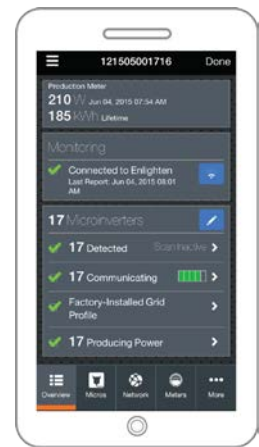 121505001716 Done
Production Meter
210 W Jun 04, 2015 07:54 AM
185 kWh Lifetime
Monitoring
Connected to Enlighten
Last Report: Jun 04, 2015 08:01
AM
17 Microinverters
17 Detected Scan Inactive
17 Communicating
Factory-Installed Grid
Profile
17 Producing Power
Overview Micros Network Meters More